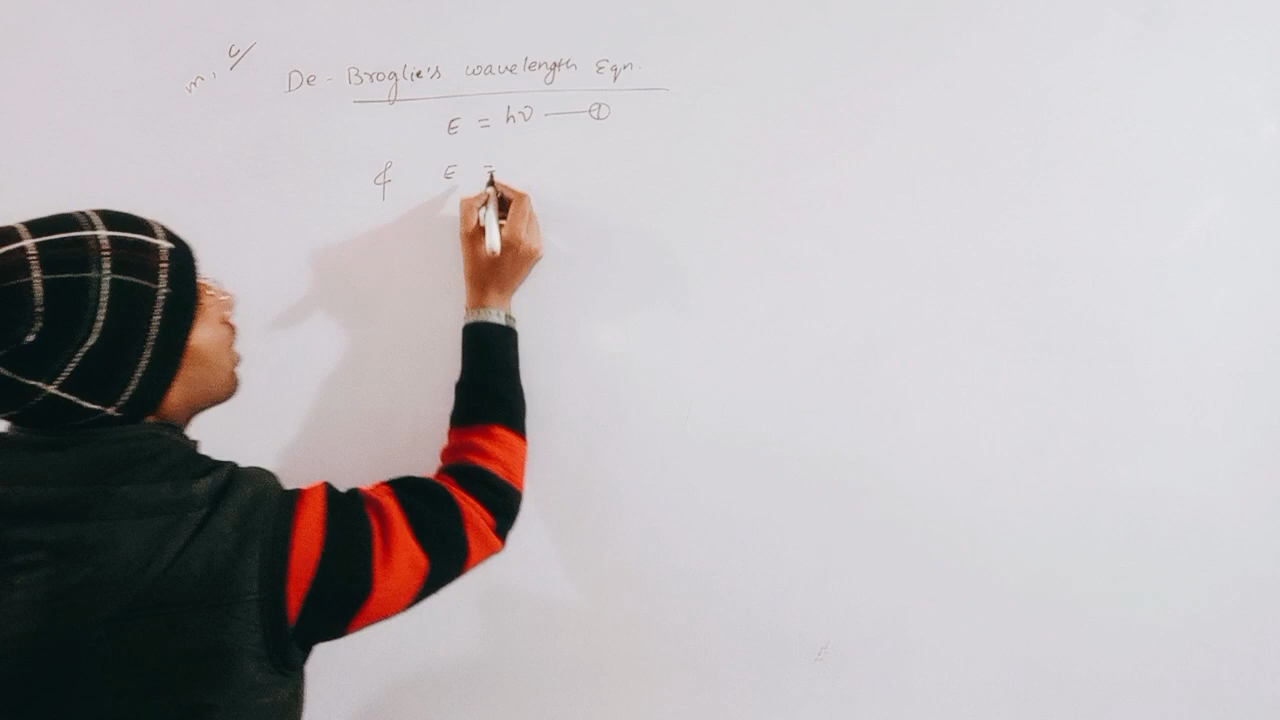 m, c/
De-Broglie's wavelength Eqn.
E = hν —①
& E =